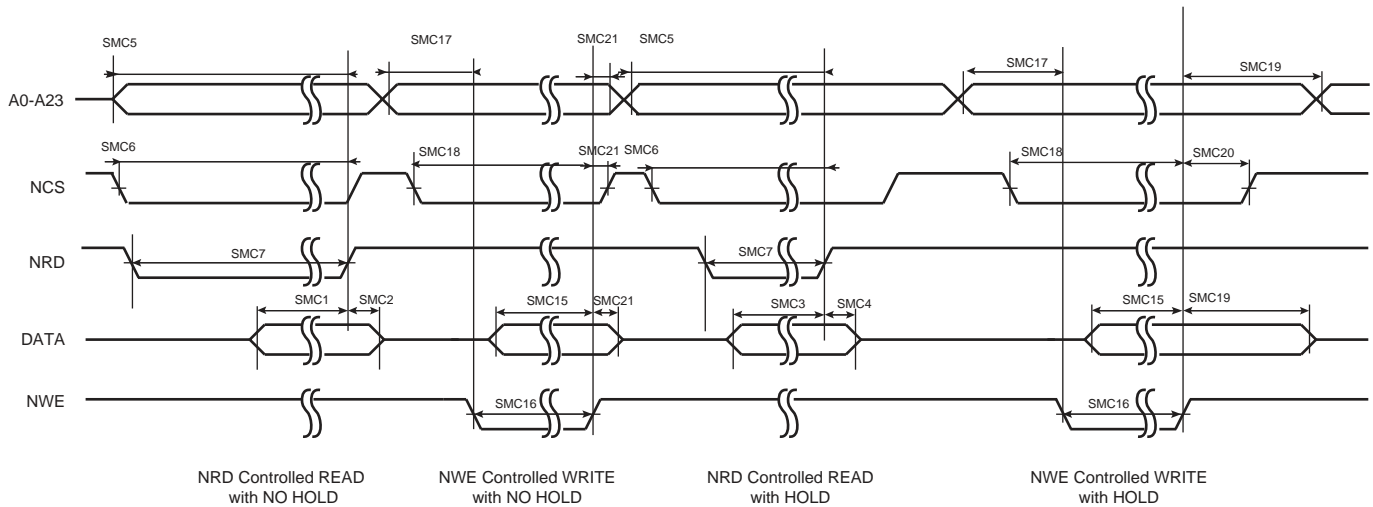 SMC5
SMC17
SMC21
SMC5
SMC17
SMC19
A0-A23
SMC6
SMC18
SMC21
SMC6
SMC18
SMC20
NCS
SMC7
SMC7
NRD
SMC1
SMC2
SMC15
SMC21
SMC3
SMC4
SMC15
SMC19
DATA
NWE
SMC16
SMC16
NRD Controlled READ
with NO HOLD
NWE Controlled WRITE
with NO HOLD
NRD Controlled READ
with HOLD
NWE Controlled WRITE
with HOLD